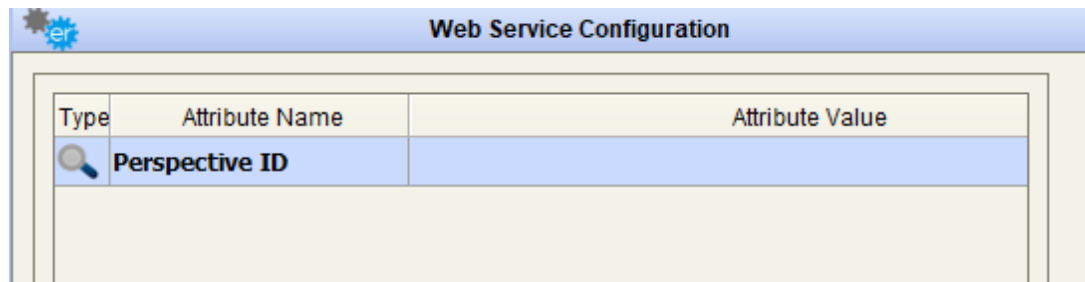 er
Web Service Configuration
Type Attribute Name Attribute Value
Perspective ID